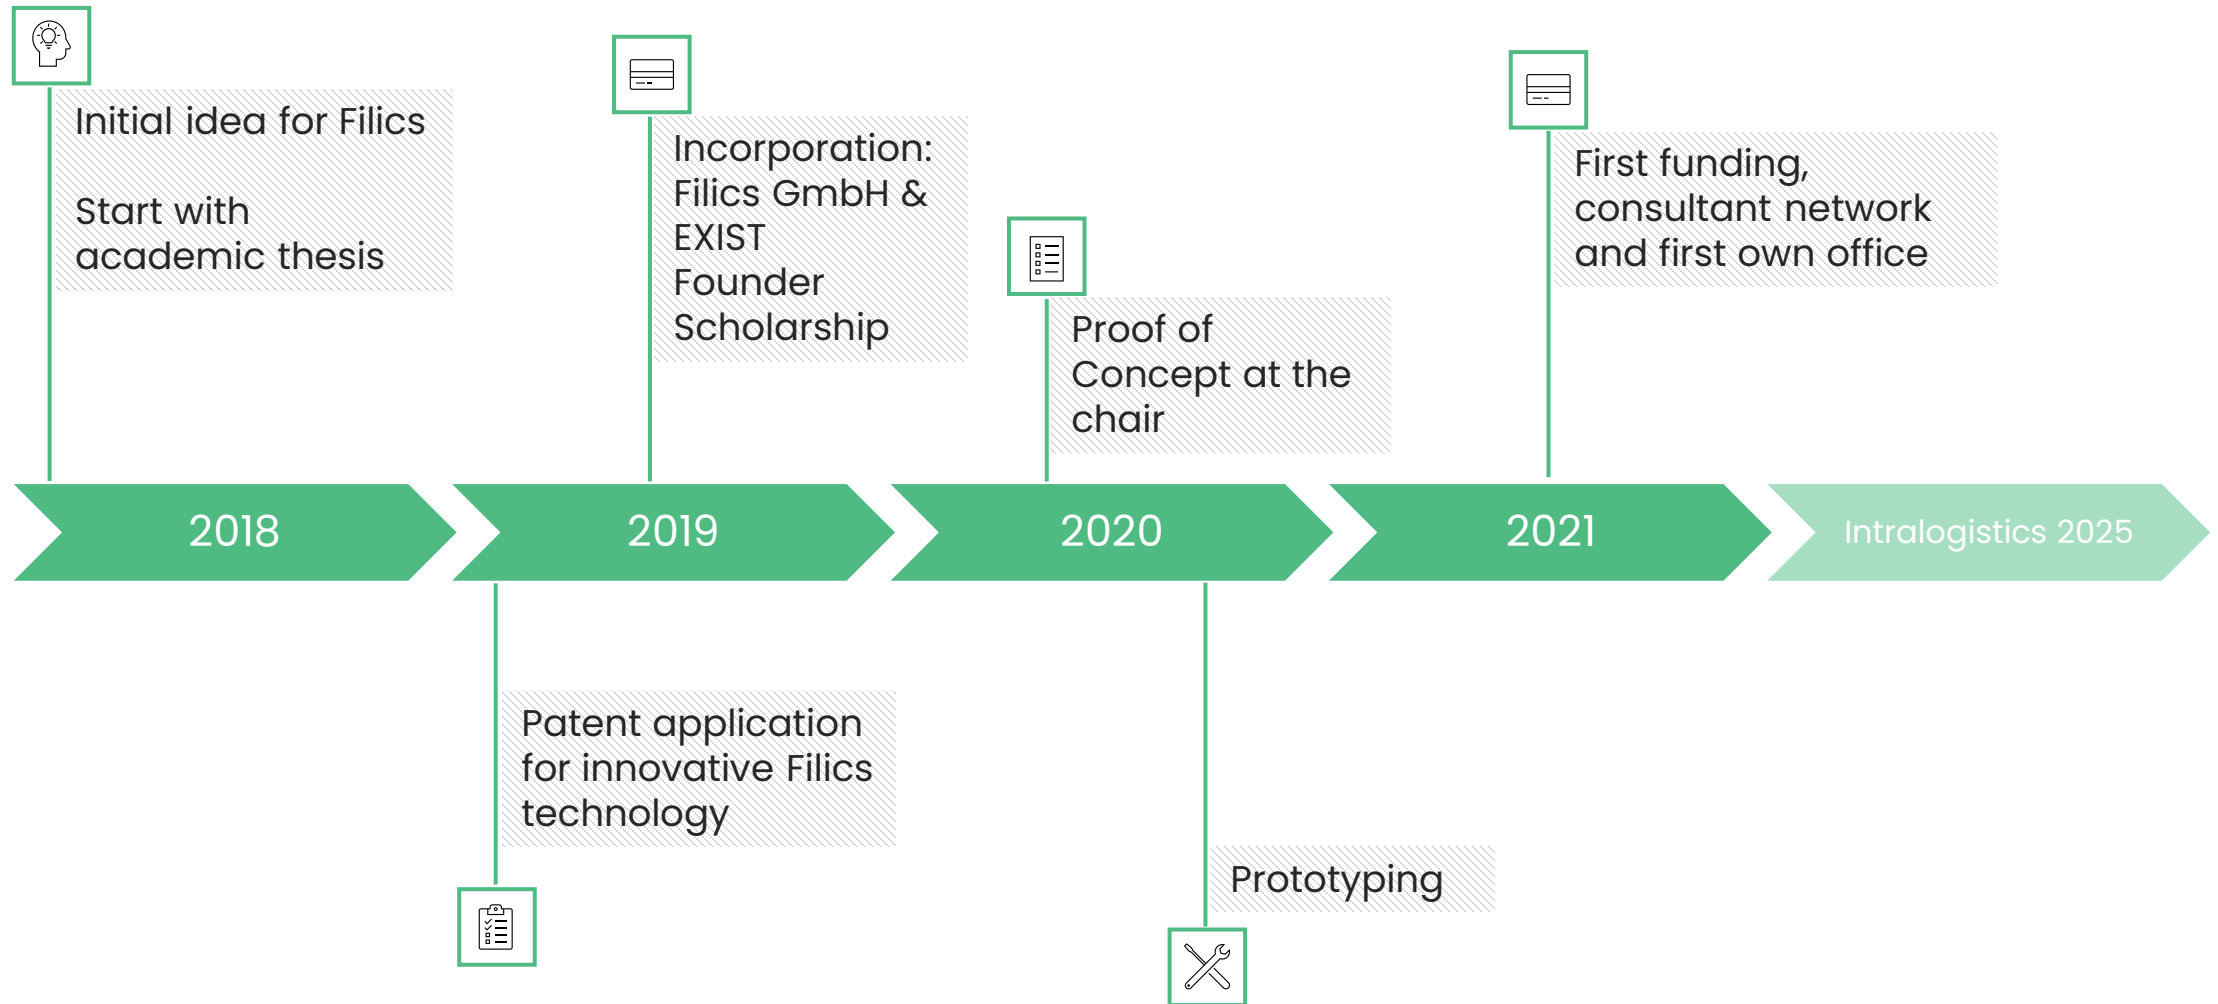 Initial idea for Filics
Start with
academic thesis
Incorporation:
Filics GmbH &
EXIST
Founder
Scholarship
Proof of
Concept at the
chair
First funding,
consultant network
and first own office
2018
2019
2020
2021
Intralogistics 2025
Patent application
for innovative Filics
technology
Prototyping